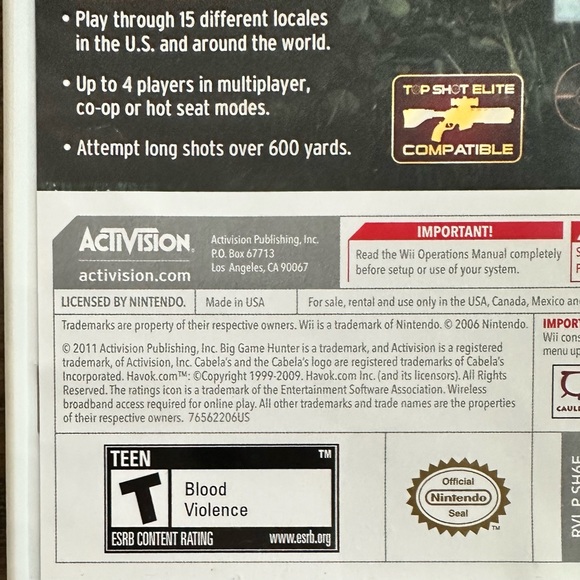 • Play through 15 different locales
in the U.S. and around the world.
• Up to 4 players in multiplayer,
co-op or hot seat modes.
• Attempt long shots over 600 yards.
TOP SHOT ELITE
COMPATIBLE
ACTIVISION®
activision.com
Activision Publishing, Inc.
P.O. Box 67713
Los Angeles, CA 90067
IMPORTANT!
Read the Wii Operations Manual completely
before setup or use of your system.
LICENSED BY NINTENDO.
Made in USA
For sale, rental and use only in the USA, Canada, Mexico and
Trademarks are property of their respective owners. Wii is a trademark of Nintendo. © 2006 Nintendo.
© 2011 Activision Publishing, Inc. Big Game Hunter is a trademark, and Activision is a registered
trademark, of Activision, Inc. Cabela's and the Cabela's logo are registered trademarks of Cabela's
Incorporated. Havok.com™: ©Copyright 1999-2009. Havok.com Inc. (and its licensors). All Rights
Reserved. The ratings icon is a trademark of the Entertainment Software Association. Wireless
broadband access required for online play. All other trademarks and trade names are the properties
of their respective owners. 76562206US
IMPOR
Wii cons
menu up
CAUL
TEEN
TM
T
Blood
Violence
ESRB CONTENT RATING
www.esrb.org
Official
Nintendo
Seal
TM